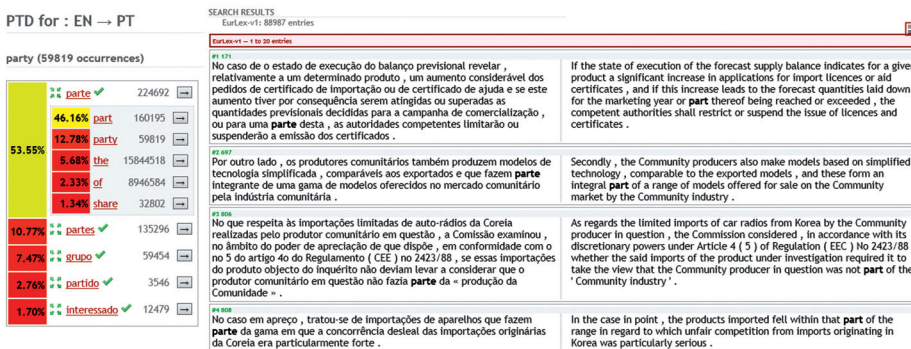 PTD for : EN → PT
party (59819 occurrences)
53.55% parte ✔ 224692 →
46.16% part 160195 →
12.78% party 59819 →
5.68% the 15844518 →
2.33% of 8946584 →
1.34% share 32802 →
10.77% partes ✔ 135296 →
7.47% grupo ✔ 59454 →
2.76% partido ✔ 3546 →
1.70% interessado ✔ 12479 →
SEARCH RESULTS
EurLex-v1: 88987 entries
EurLex-v1 — 1 to 20 entries
#1 171
No caso de o estado de execução do balanço previsional revelar ,
relativamente a um determinado produto , um aumento considerável dos
pedidos de certificado de importação ou de certificado de ajuda e se este
aumento tiver por consequência serem atingidas ou superadas as
quantidades previsionais decididas para a campanha de comercialização ,
ou para uma parte desta , as autoridades competentes limitarão ou
suspenderão a emissão dos certificados .
If the state of execution of the forecast supply balance indicates for a give
product a significant increase in applications for import licences or aid
certificates , and if this increase leads to the forecast quantities laid down
for the marketing year or part thereof being reached or exceeded , the
competent authorities shall restrict or suspend the issue of licences and
certificates .
#2 697
Por outro lado , os produtores comunitários também produzem modelos de
tecnologia simplificada , comparáveis aos exportados e que fazem parte
integrante de uma gama de modelos oferecidos no mercado comunitário
pela indústria comunitária .
Secondly , the Community producers also make models based on simplified
technology , comparable to the exported models , and these form an
integral part of a range of models offered for sale on the Community
market by the Community industry .
#3 806
No que respeita às importações limitadas de auto-rádios da Coreia
realizadas pelo produtor comunitário em questão , a Comissão examinou ,
no âmbito do poder de apreciação de que dispõe , em conformidade com o
no 5 do artigo 4o do Regulamento ( CEE ) No 2423/88 , se essas importações
do produto objecto do inquérito não deviam levar a considerar que o
produtor comunitário em questão não fazia parte da « produção da
Comunidade » .
As regards the limited imports of car radios from Korea by the Community
producer in question , the Commission considered , in accordance with its
discretionary powers under Article 4 ( 5 ) of Regulation ( EEC ) No 2423/88
whether the said imports of the product under investigation required it to
take the view that the Community producer in question was not part of the
' Community industry ' .
#4 808
No caso em apreço , tratou-se de importações de aparelhos que fazem
parte da gama em que a concorrência desleal das importações originárias
da Coreia era particularmente forte .
In the case in point , the products imported fell within that part of the
range in regard to which unfair competition from imports originating in
Korea was particularly serious .